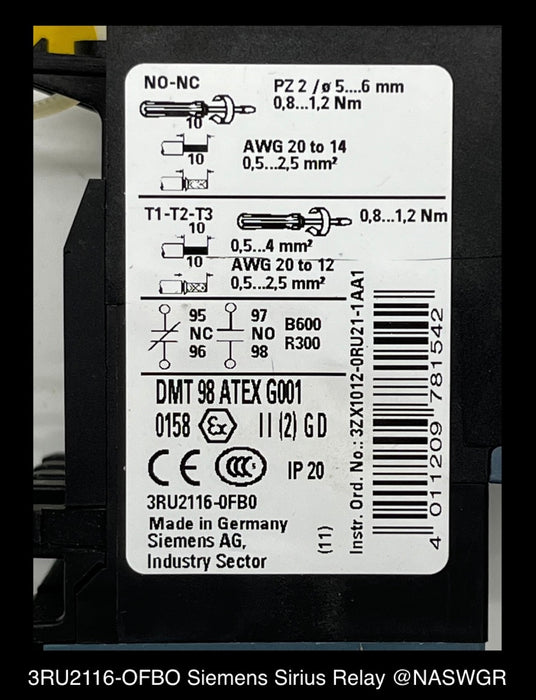 NO-NC
PZ 2 / ø 5....6 mm
0,8...1,2 Nm
10
10
AWG 20 to 14
0,5...2,5 mm²
T1-T2-T3
0,8...1,2 Nm
10
10
0,5...4 mm²
AWG 20 to 12
0,5...2,5 mm²
95
NC
96
97
NO
98
B600
R300
DMT 98 ATEX G001
0158 Ex II (2) G D
CE CCC IP 20
3RU2116-0FB0
Made in Germany
Siemens AG,
Industry Sector
(11)
Instr. Ord. No.: 3ZX1012-0RU21-1AA1
4 011209 781542
3RU2116-OFBO Siemens Sirius Relay @NASWGR